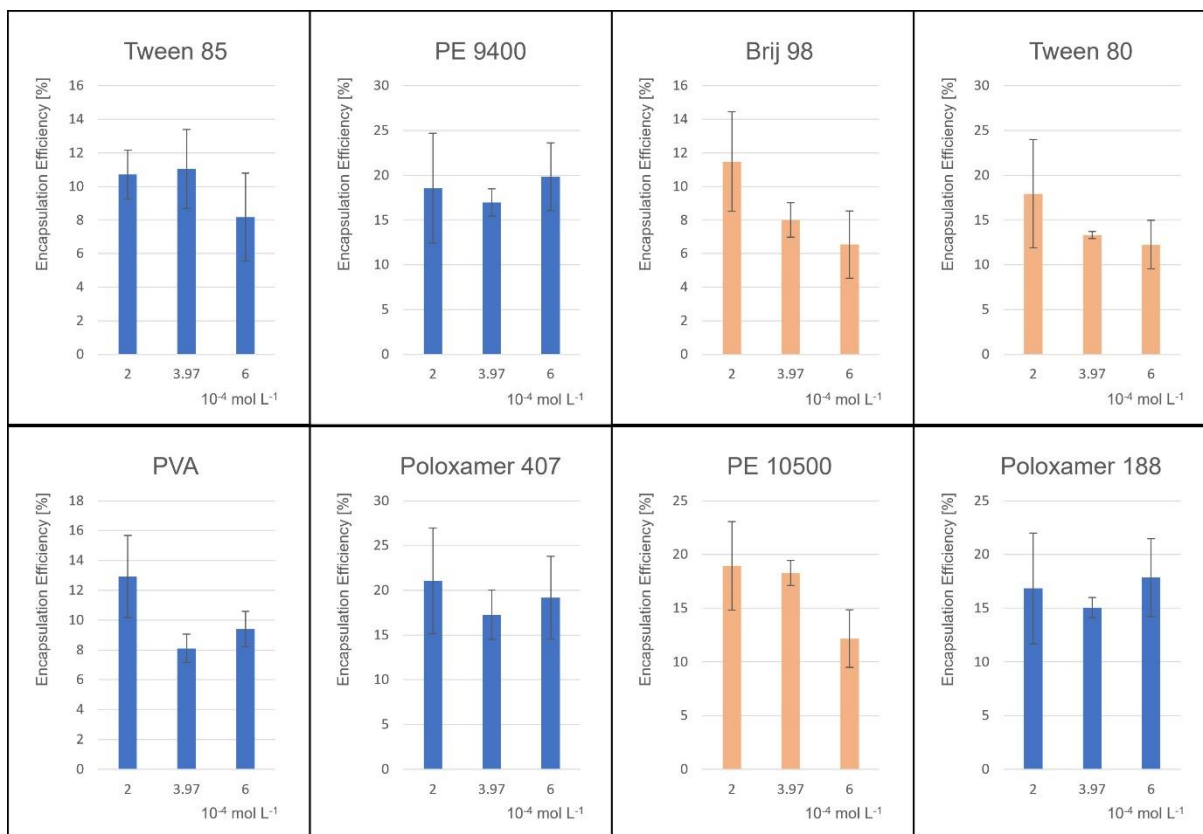 Tween 85
Encapsulation Efficiency [%]
16
14
12
10
8
6
4
2
0
2 3.97 6
10⁻⁴ mol L⁻¹
PE 9400
Encapsulation Efficiency [%]
30
25
20
15
10
5
0
2 3.97 6
10⁻⁴ mol L⁻¹
Brij 98
Encapsulation Efficiency [%]
16
14
12
10
8
6
4
2
0
2 3.97 6
10⁻⁴ mol L⁻¹
Tween 80
Encapsulation Efficiency [%]
30
25
20
15
10
5
0
2 3.97 6
10⁻⁴ mol L⁻¹
PVA
Encapsulation Efficiency [%]
18
16
14
12
10
8
6
4
2
0
2 3.97 6
10⁻⁴ mol L⁻¹
Poloxamer 407
Encapsulation Efficiency [%]
30
25
20
15
10
5
0
2 3.97 6
10⁻⁴ mol L⁻¹
PE 10500
Encapsulation Efficiency [%]
25
20
15
10
5
0
2 3.97 6
10⁻⁴ mol L⁻¹
Poloxamer 188
Encapsulation Efficiency [%]
25
20
15
10
5
0
2 3.97 6
10⁻⁴ mol L⁻¹